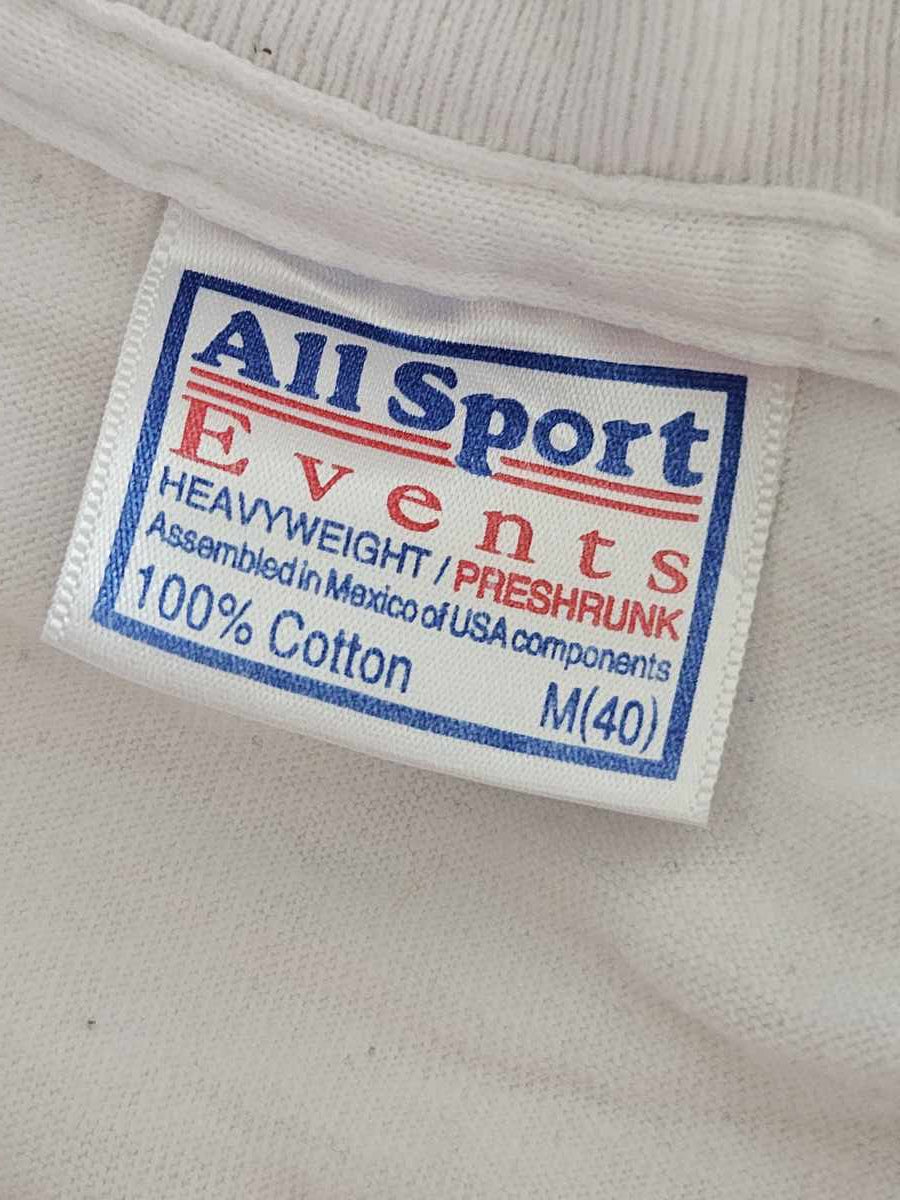 All Sport
Events
HEAVYWEIGHT / PRESHRUNK
Assembled in Mexico of USA components
100% Cotton
M(40)